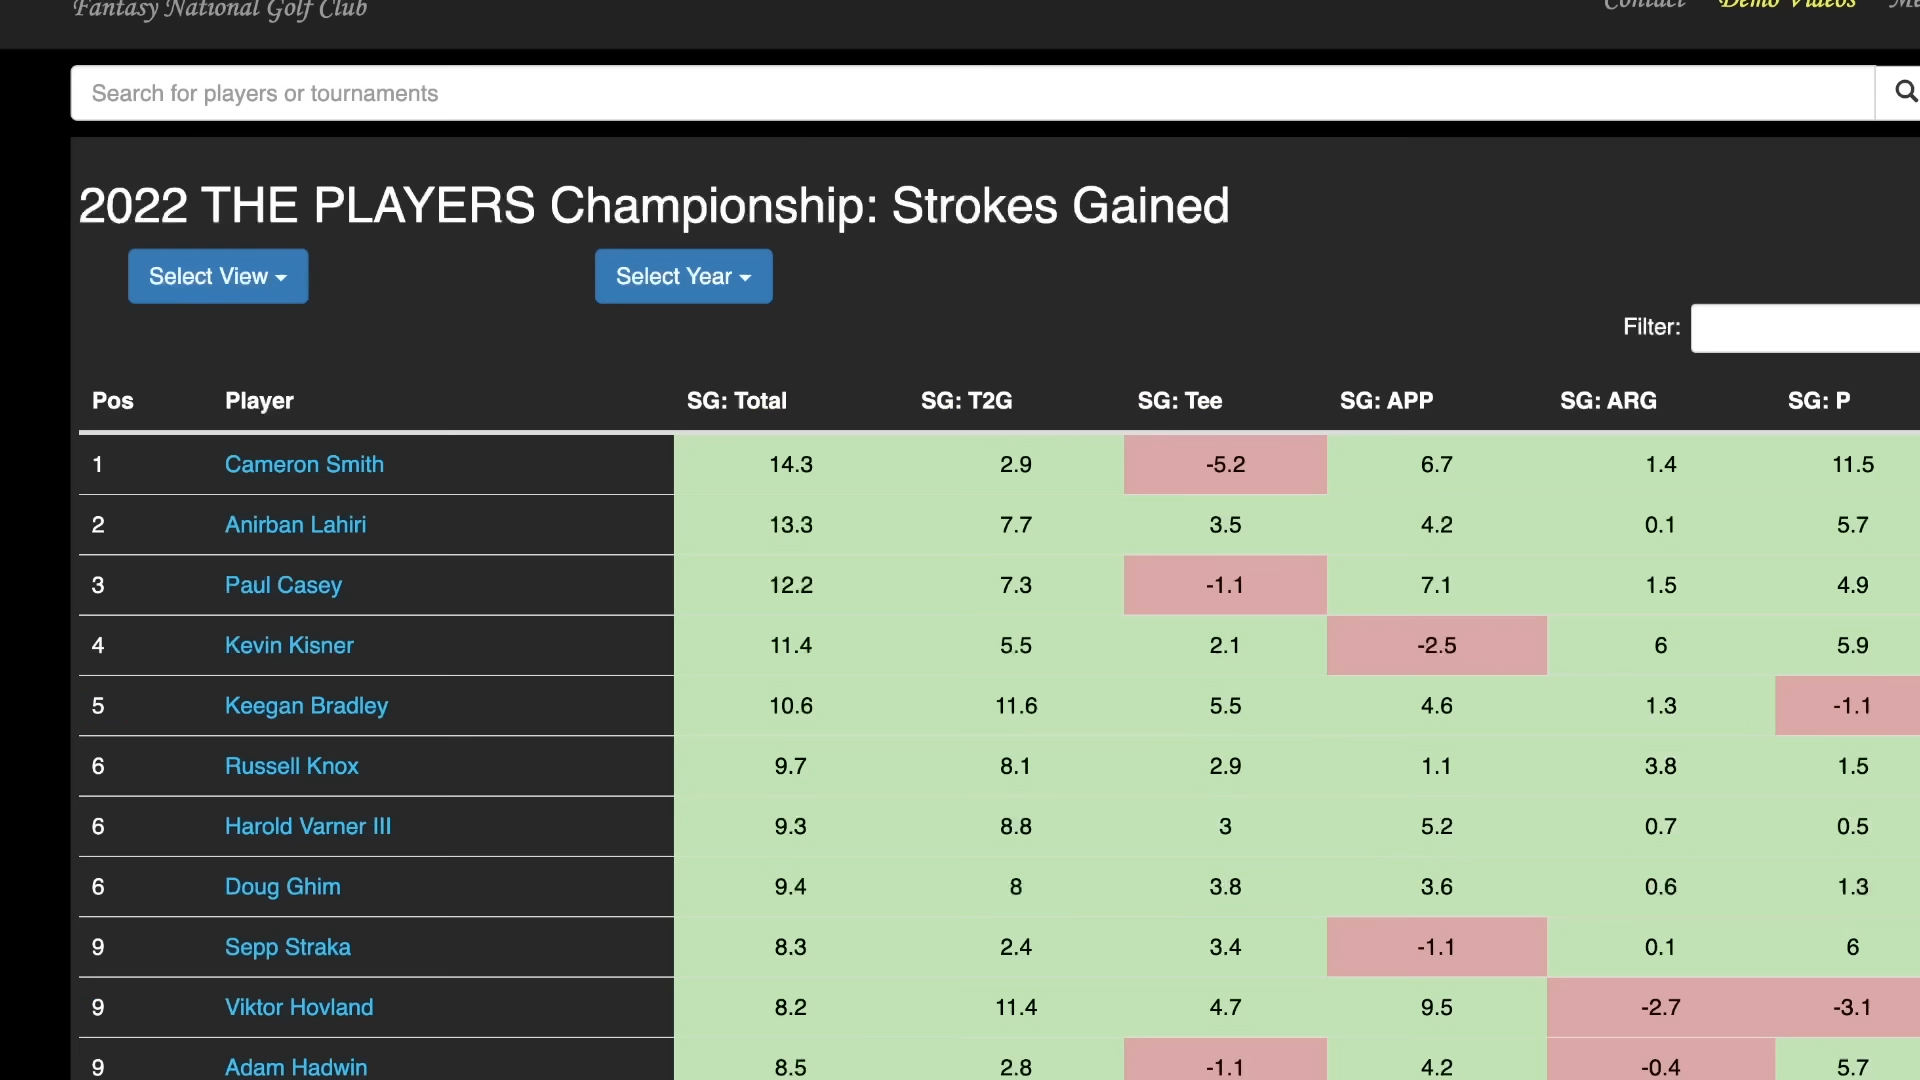 Fantasy National Golf Club Contact Demo Videos
Search for players or tournaments
2022 THE PLAYERS Championship: Strokes Gained
Select View Select Year
Filter:
Pos Player SG: Total SG: T2G SG: Tee SG: APP SG: ARG SG: P
1 Cameron Smith 14.3 2.9 -5.2 6.7 1.4 11.5
2 Anirban Lahiri 13.3 7.7 3.5 4.2 0.1 5.7
3 Paul Casey 12.2 7.3 -1.1 7.1 1.5 4.9
4 Kevin Kisner 11.4 5.5 2.1 -2.5 6 5.9
5 Keegan Bradley 10.6 11.6 5.5 4.6 1.3 -1.1
6 Russell Knox 9.7 8.1 2.9 1.1 3.8 1.5
6 Harold Varner III 9.3 8.8 3 5.2 0.7 0.5
6 Doug Ghim 9.4 8 3.8 3.6 0.6 1.3
9 Sepp Straka 8.3 2.4 3.4 -1.1 0.1 6
9 Viktor Hovland 8.2 11.4 4.7 9.5 -2.7 -3.1
9 Adam Hadwin 8.5 2.8 -1.1 4.2 -0.4 5.7